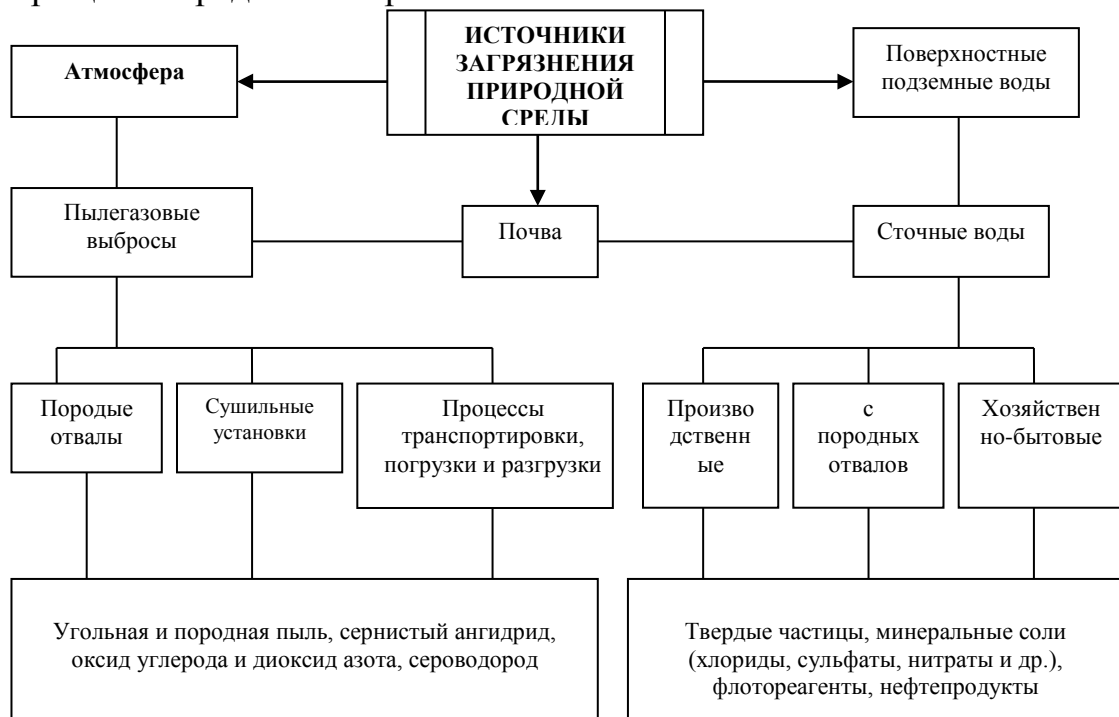 ИСТОЧНИКИ
ЗАГРЯЗНЕНИЯ
ПРИРОДНОЙ
СРЕДЫ
Атмосфера
Поверхностные
подземные воды
Пылегазовые
выбросы
Почва
Сточные воды
Породые
отвалы
Сушильные
установки
Процессы
транспортировки,
погрузки и разгрузки
Произво
дственн
ые
с
породных
отвалов
Хозяйствен
но-бытовые
Угольная и породная пыль, сернистый ангидрид,
оксид углерода и диоксид азота, сероводород
Твердые частицы, минеральные соли
(хлориды, сульфаты, нитраты и др.),
флотореагенты, нефтепродукты